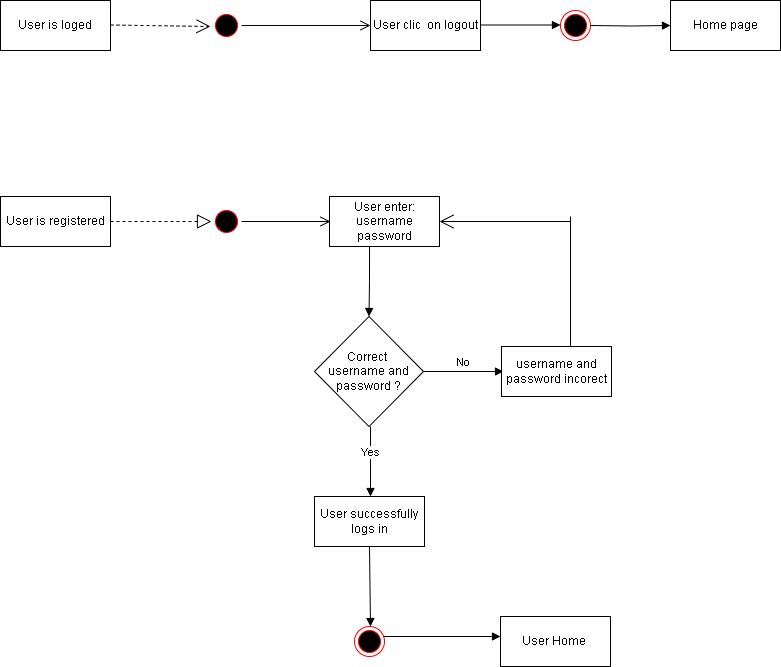 User is loged
User clic on logout
Home page
User is registered
User enter:
username
password
Correct
username and
password ?
No
username and
password incorect
Yes
User successfully
logs in
User Home